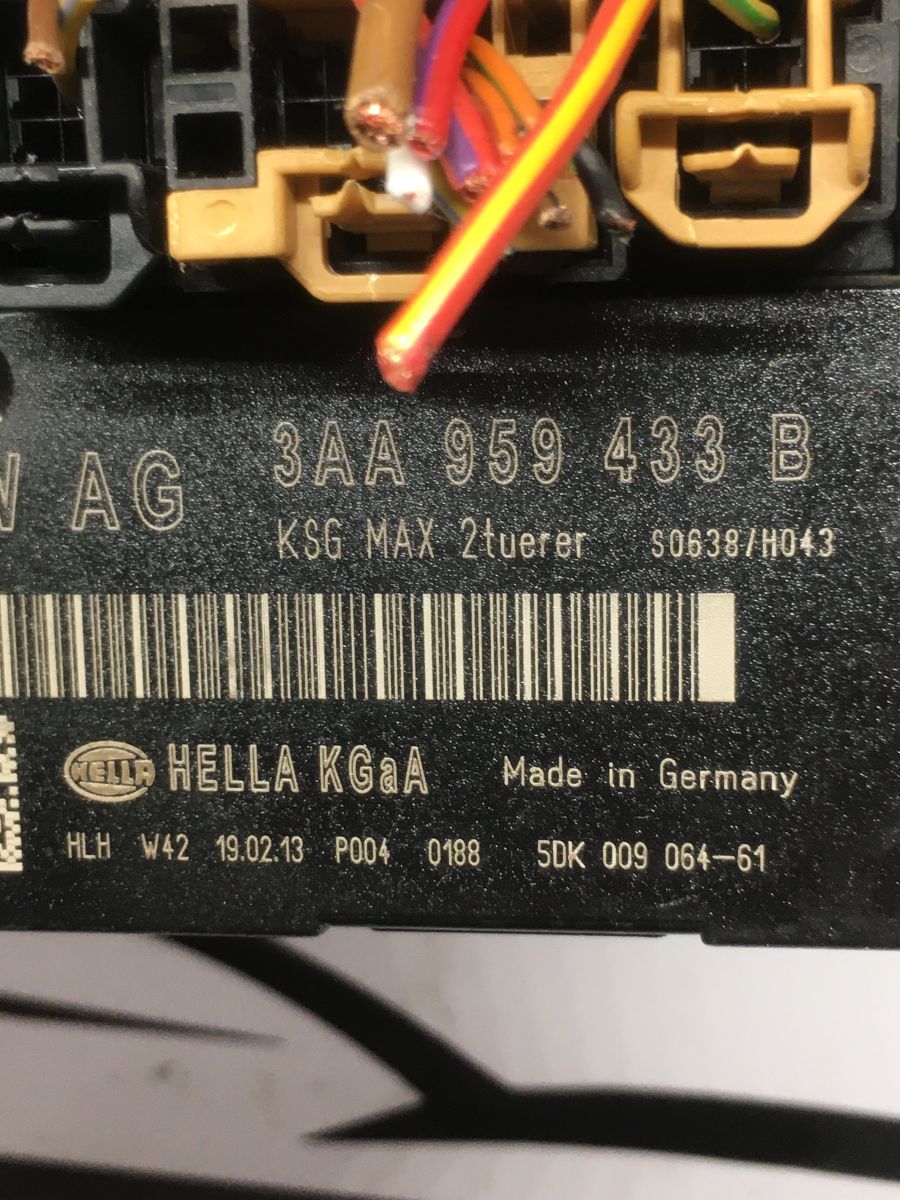 AG 3AA 959 433 B
KSG MAX 2tuerer S0638/H043
HELLA HELLA KGaA Made in Germany
HLH W42 19.02.13 P004 0188 5DK 009 064-61